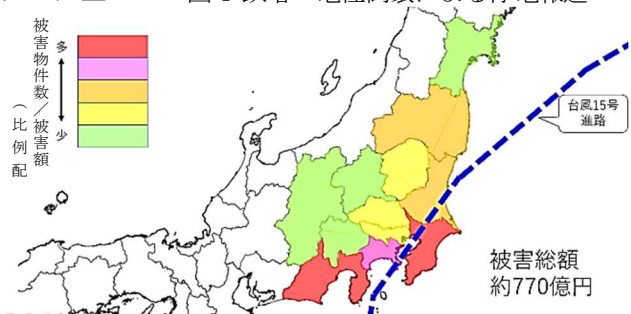 被害物件数／被害額
（比例配
多
少
台風15号
進路
被害総額
約770億円